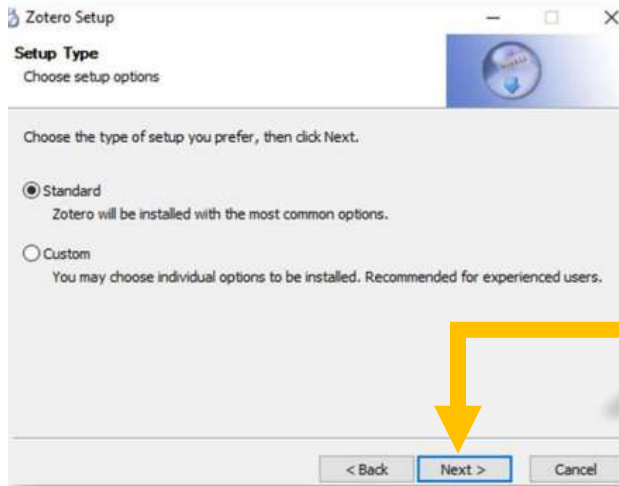 Zotero Setup
Setup Type
Choose setup options
Choose the type of setup you prefer, then click Next.
Standard
Zotero will be installed with the most common options.
Custom
You may choose individual options to be installed. Recommended for experienced users.
< Back Next > Cancel